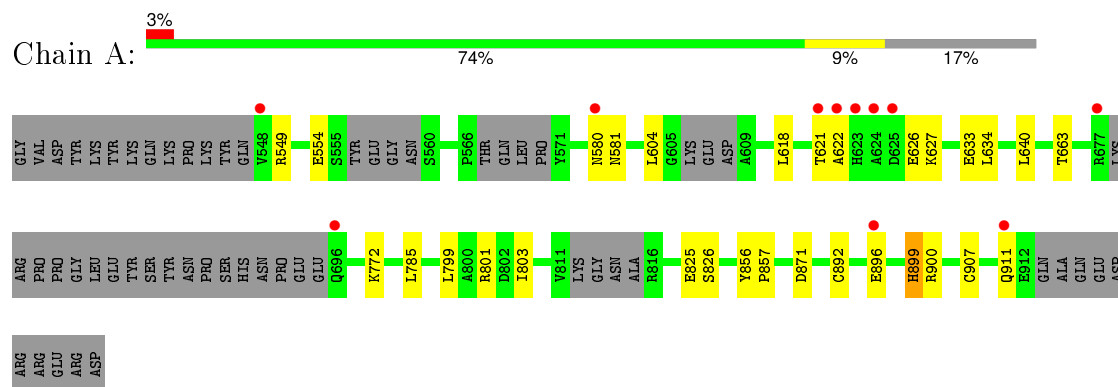 3%
Chain A:
74% 9% 17%
GLY VAL ASP TYR LYS TYR LYS GLN LYS PRO LYS TYR GLN V548 R549 E554 S555 TYR GLU GLY ASN S560 P566 THR GLN LEU PRO Y571 N580 N581 L604 G605 LYS GLU ASP A609 L618 T621 A622 H623 A624 D625 E626 K627 E633 L634 L640 T663 R677 LYS
ARG PRO PRO GLY LEU GLU TYR SER TYR ASN PRO SER HIS ASN PRO GLU GLU Q696 K772 L785 L799 A800 R801 D802 I803 V811 LYS GLY ASN ALA R816 E825 S826 Y856 P857 D871 C892 E896 H899 R900 C907 Q911 E912 GLN ALA GLN GLU ASP
ARG ARG GLU ARG ASP